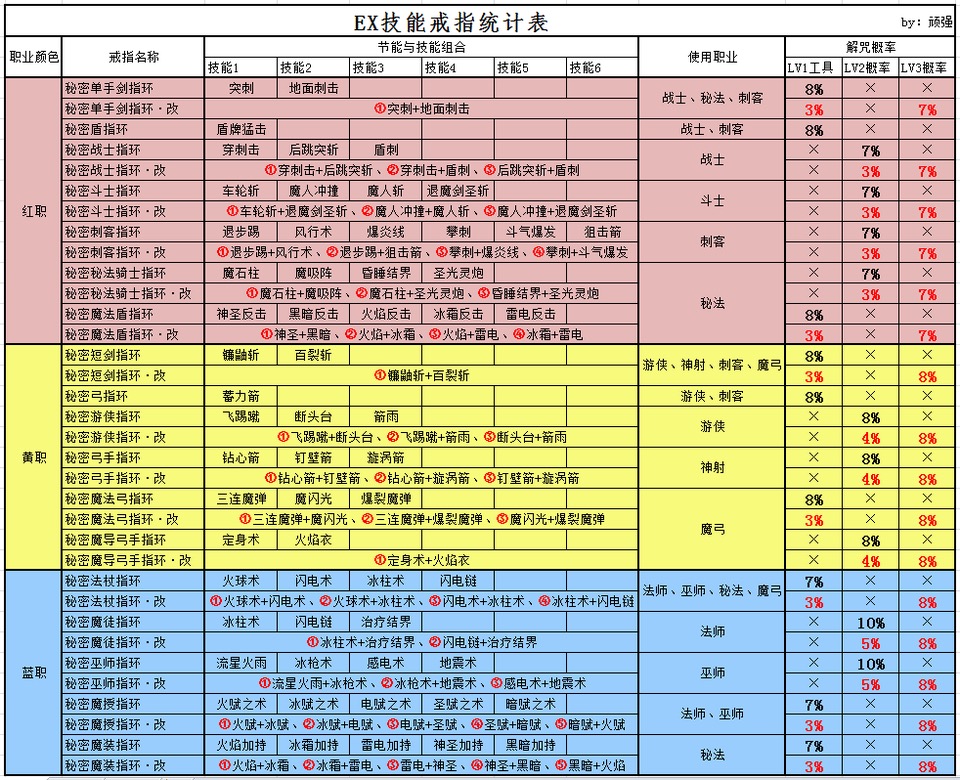 EX技能戒指统计表
by: 顽强
职业颜色 戒指名称 节能与技能组合 使用职业 解咒概率
技能1 技能2 技能3 技能4 技能5 技能6 LV1工具 LV2概率 LV3概率
红职
秘密单手剑指环 突刺 地面刺击 战士、秘法、刺客 8% × ×
秘密单手剑指环·改 ①突刺+地面刺击 3% × 7%
秘密盾指环 盾牌猛击 战士、刺客 8% × ×
秘密战士指环 穿刺击 后跳突斩 盾刺 战士 × 7% ×
秘密战士指环·改 ①穿刺击+后跳突斩、②穿刺击+盾刺、③后跳突斩+盾刺 × 3% 7%
秘密斗士指环 车轮斩 魔人冲撞 魔人斩 退魔剑圣斩 斗士 × 7% ×
秘密斗士指环·改 ①车轮斩+退魔剑圣斩、②魔人冲撞+魔人斩、③魔人冲撞+退魔剑圣斩 × 3% 7%
秘密刺客指环 退步踢 风行术 爆炎线 攀刺 斗气爆发 狙击箭 刺客 × 7% ×
秘密刺客指环·改 ①退步踢+风行术、②退步踢+狙击箭、③攀刺+爆炎线、④攀刺+斗气爆发 × 3% 7%
秘密秘法骑士指环 魔石柱 魔吸阵 昏睡结界 圣光灵炮 秘法 × 7% ×
秘密秘法骑士指环·改 ①魔石柱+魔吸阵、②魔石柱+圣光灵炮、③昏睡结界+圣光灵炮 × 3% 7%
秘密魔法盾指环 神圣反击 黑暗反击 火焰反击 冰霜反击 雷电反击 8% × ×
秘密魔法盾指环·改 ①神圣+黑暗、②火焰+冰霜、③火焰+雷电、④冰霜+雷电 3% × 7%
黄职
秘密短剑指环 镰鼬斩 百裂斩 游侠、神射、刺客、魔弓 8% × ×
秘密短剑指环·改 ①镰鼬斩+百裂斩 3% × 8%
秘密弓指环 蓄力箭 游侠、刺客 8% × ×
秘密游侠指环 飞踢蹴 断头台 箭雨 游侠 × 8% ×
秘密游侠指环·改 ①飞踢蹴+断头台、②飞踢蹴+箭雨、③断头台+箭雨 × 4% 8%
秘密弓手指环 钻心箭 钉壁箭 漩涡箭 神射 × 8% ×
秘密弓手指环·改 ①钻心箭+钉壁箭、②钻心箭+漩涡箭、③钉壁箭+漩涡箭 × 4% 8%
秘密魔法弓指环 三连魔弹 魔闪光 爆裂魔弹 魔弓 8% × ×
秘密魔法弓指环·改 ①三连魔弹+魔闪光、②三连魔弹+爆裂魔弹、③魔闪光+爆裂魔弹 3% × 8%
秘密魔导弓手指环 定身术 火焰衣 × 8% ×
秘密魔导弓手指环·改 ①定身术+火焰衣 × 4% 8%
蓝职
秘密法杖指环 火球术 闪电术 冰柱术 闪电链 法师、巫师、秘法、魔弓 7% × ×
秘密法杖指环·改 ①火球术+闪电术、②火球术+冰柱术、③闪电术+冰柱术、④冰柱术+闪电链 3% × 8%
秘密魔徒指环 冰柱术 闪电链 治疗结界 法师 × 10% ×
秘密魔徒指环·改 ①冰柱术+治疗结界、②闪电链+治疗结界 × 5% 8%
秘密巫师指环 流星火雨 冰枪术 感电术 地震术 巫师 × 10% ×
秘密巫师指环·改 ①流星火雨+冰枪术、②冰枪术+地震术、③感电术+地震术 × 5% 8%
秘密魔授指环 火赋之术 冰赋之术 电赋之术 圣赋之术 暗赋之术 法师、巫师 7% × ×
秘密魔授指环·改 ①火赋+冰赋、②冰赋+电赋、③电赋+圣赋、④圣赋+暗赋、⑤暗赋+火赋 3% × 8%
秘密魔装指环 火焰加持 冰霜加持 雷电加持 神圣加持 黑暗加持 秘法 7% × ×
秘密魔装指环·改 ①火焰+冰霜、②冰霜+雷电、③雷电+神圣、④神圣+黑暗、⑤黑暗+火焰 3% × 8%